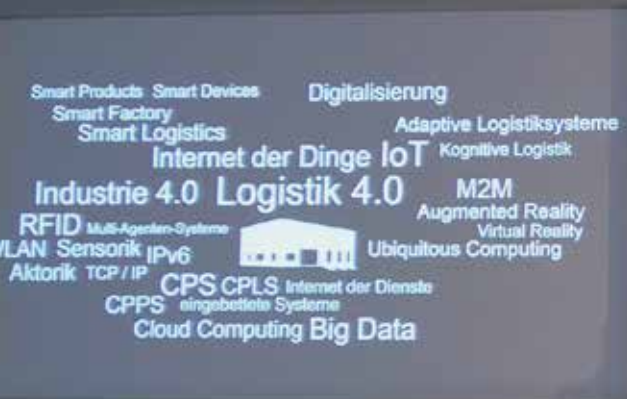 Smart Products Smart Devices Digitalisierung
Smart Factory
Smart Logistics Adaptive Logistiksysteme
Internet der Dinge IoT Kognitive Logistik
Industrie 4.0 Logistik 4.0 M2M
Augmented Reality
RFID Multi-Agenten-Systeme Virtual Reality
WLAN Sensorik IPv6 Ubiquitous Computing
Aktorik TCP / IP
CPS CPLS Internet der Dienste
CPPS eingebettete Systeme
Cloud Computing Big Data